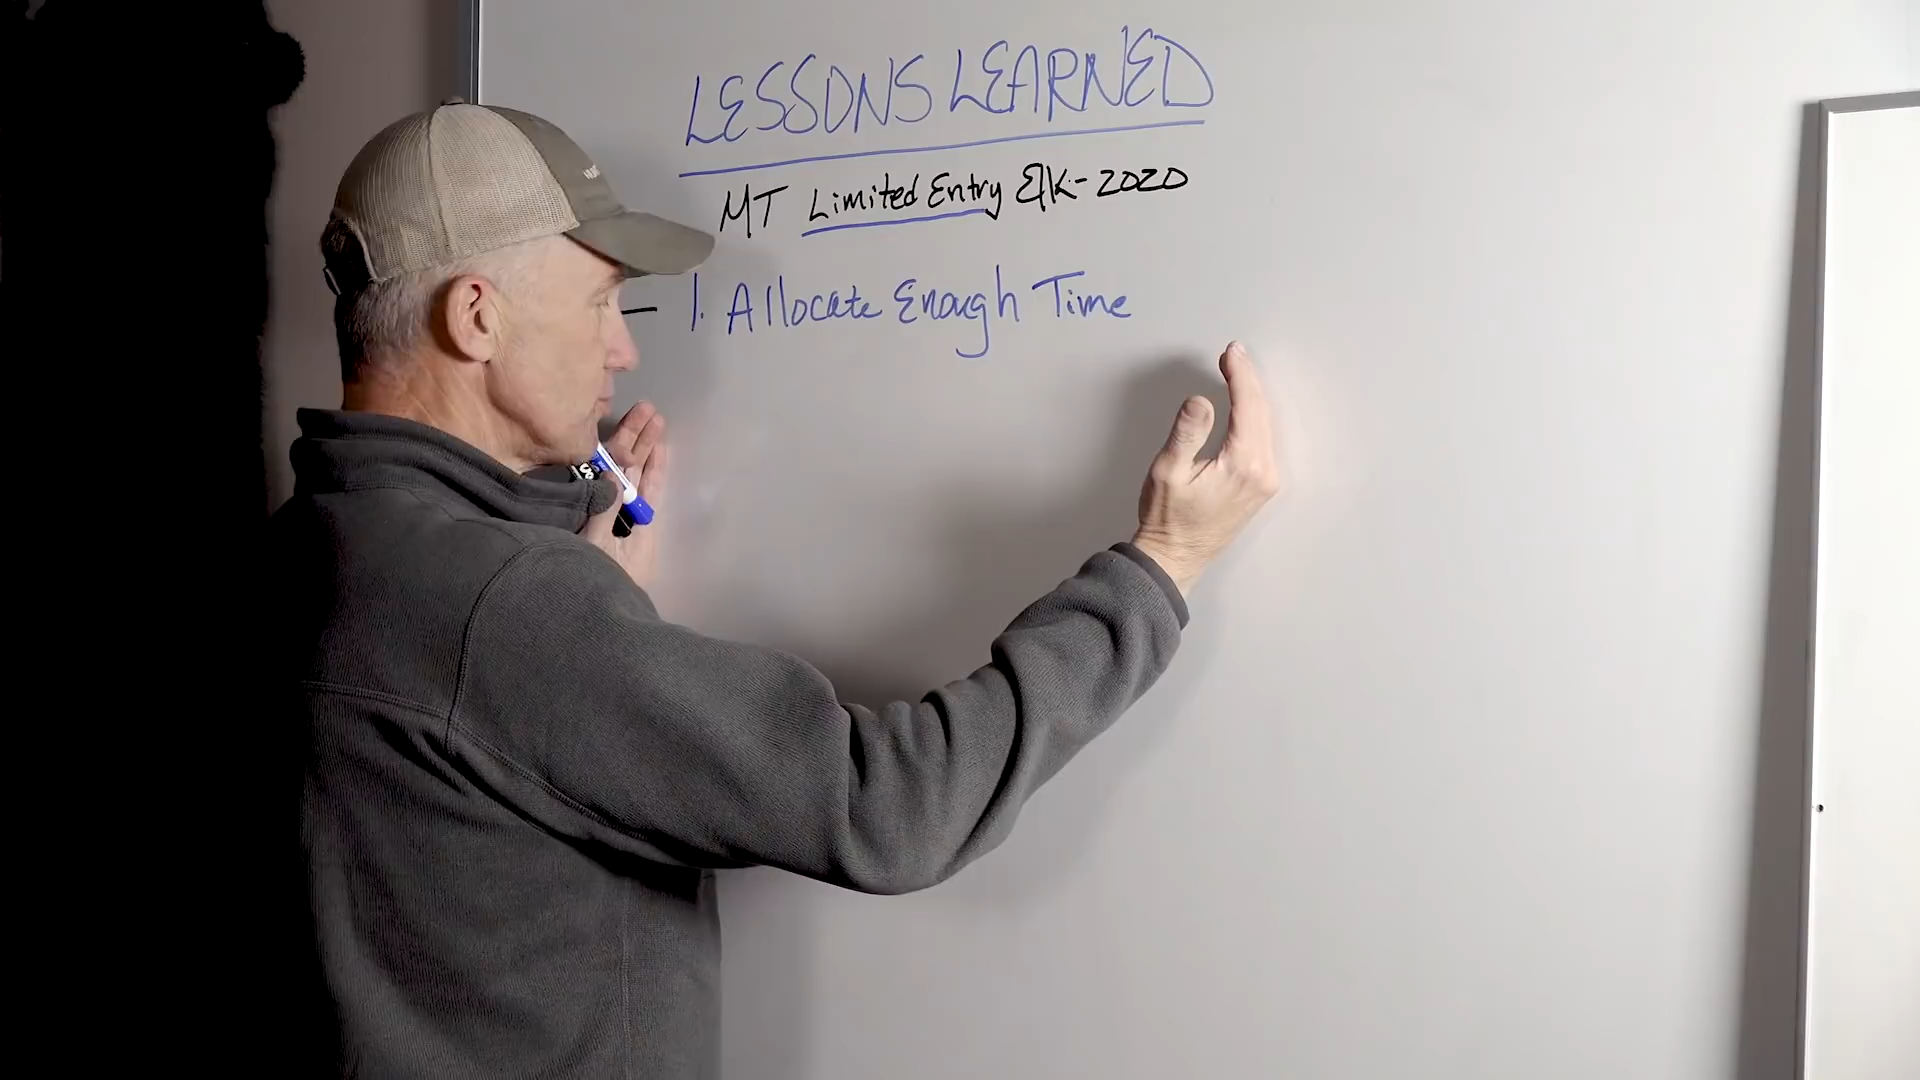 LESSONS LEARNED
MT Limited Entry Elk - 2020
1. Allocate Enough Time